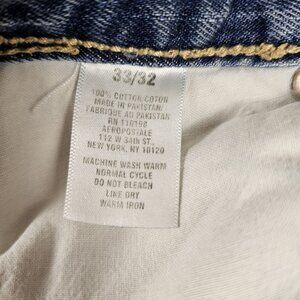 33/32
100% COTTON·COTON
MADE IN PAKISTAN/
FABRIQUE AU PAKISTAN
RN 110198
AEROPOSTALE
112 W 34th ST.
NEW YORK, NY 10120
MACHINE WASH WARM
NORMAL CYCLE
DO NOT BLEACH
LINE DRY
WARM IRON